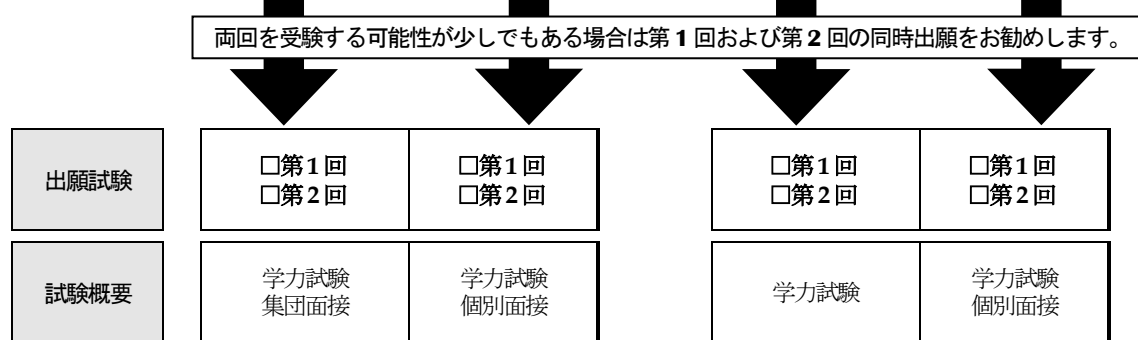 両回を受験する可能性が少しでもある場合は第1回および第2回の同時出願をお勧めします。
出願試験
□第1回
□第2回
□第1回
□第2回
□第1回
□第2回
□第1回
□第2回
試験概要
学力試験
集団面接
学力試験
個別面接
学力試験
学力試験
個別面接